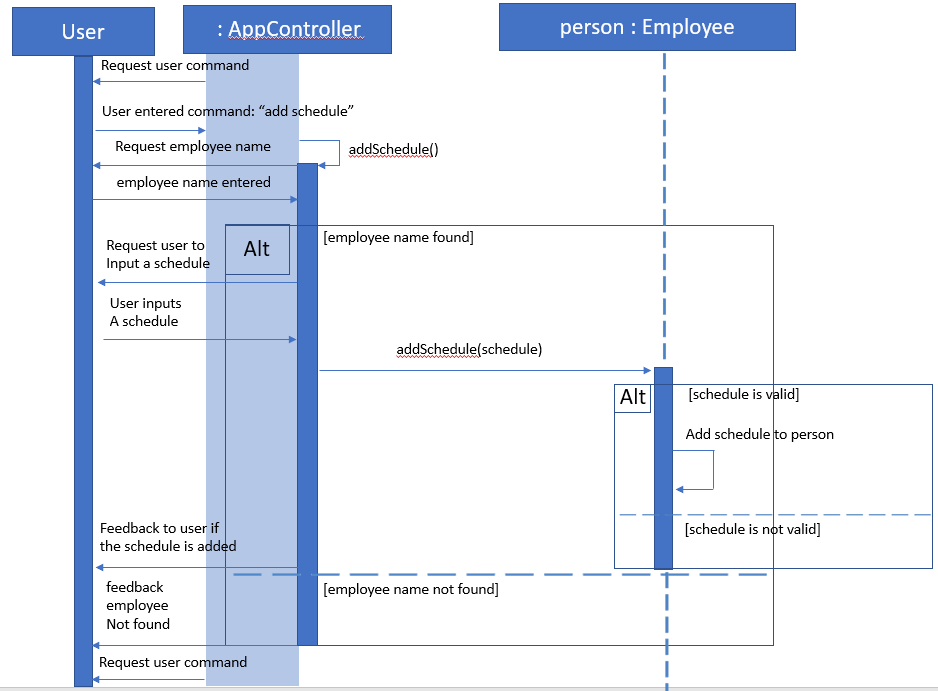 User
: AppController
person : Employee
Request user command
User entered command: “add schedule”
Request employee name
addSchedule()
employee name entered
Alt
[employee name found]
Request user to
Input a schedule
User inputs
A schedule
addSchedule(schedule)
Alt
[schedule is valid]
Add schedule to person
Feedback to user if
the schedule is added
[schedule is not valid]
feedback
employee
Not found
[employee name not found]
Request user command